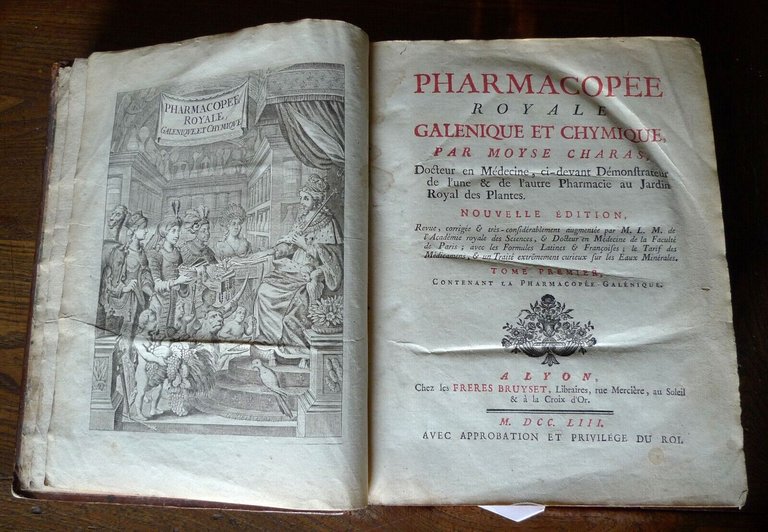 PHARMACOPÉE
ROYALE,
GALENIQUE ET CHYMIQUE
PHARMACOPÉE
ROYALE
GALENIQUE ET CHYMIQUE,
PAR MOYSE CHARAS,
Docteur en Médecine, ci-devant Démonstrateur
de l'une & de l'autre Pharmacie au Jardin
Royal des Plantes.
NOUVELLE ÉDITION,
Revue, corrigée & très-considérablement augmentée par M. L. M. de
l'Académie royale des Sciences, & Docteur en Médecine de la Faculté
de Paris; avec les Formules Latines & Françoises; le Tarif des
Médicamens, & un Traité extrêmement curieux sur les Eaux Minérales.
TOME PREMIER,
CONTENANT LA PHARMACOPÉE-GALÉNIQUE.
A LYON,
Chez les FRERES BRUYSET, Libraires, rue Mercière, au Soleil
& à la Croix d'Or.
M. DCC. LIII.
AVEC APPROBATION ET PRIVILEGE DU ROI.